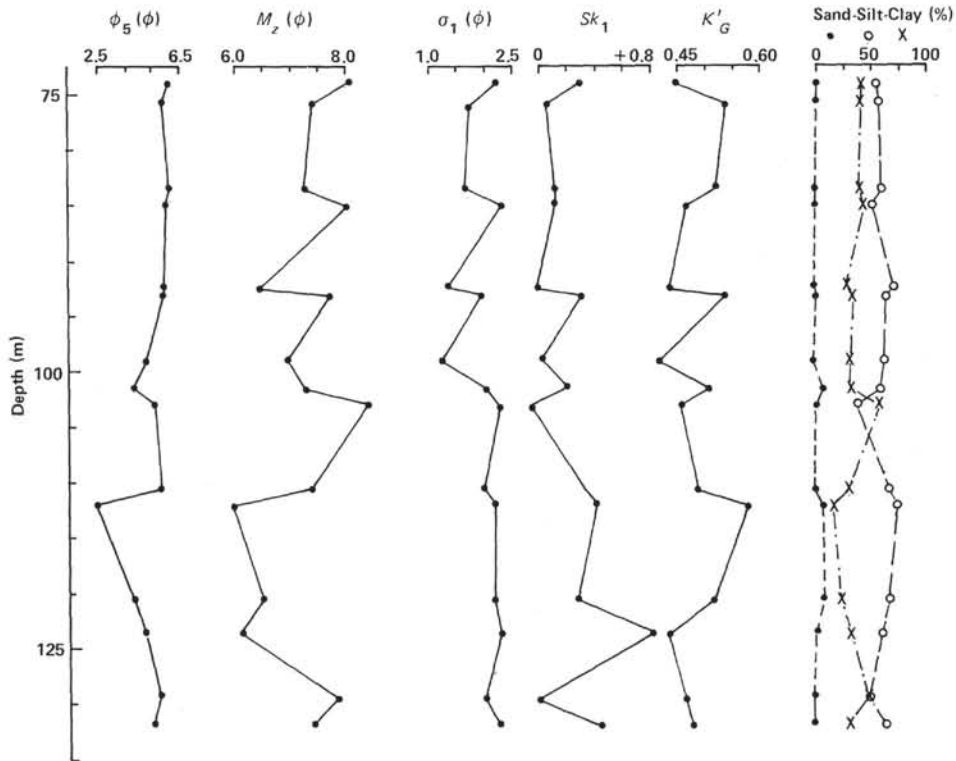 ϕ5 (ϕ) Mz (ϕ) σ1 (ϕ) Sk1 K′G Sand-Silt-Clay (%)
2.5 6.5 6.0 8.0 1.0 2.5 0 +0.8 0.45 0.60 0 50 100
75
100
125
Depth (m)